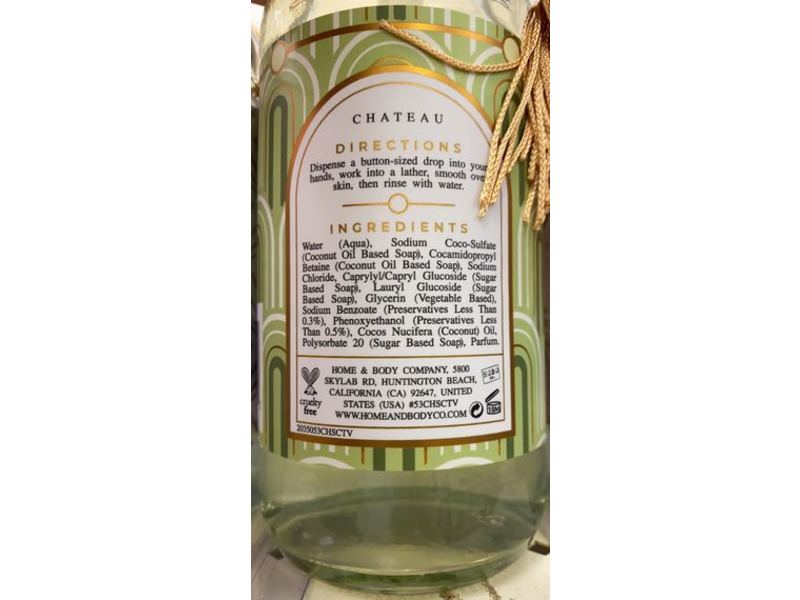 CHATEAU
DIRECTIONS
Dispense a button-sized drop into your
hands, work into a lather, smooth over
skin, then rinse with water.
INGREDIENTS
Water (Aqua), Sodium Coco-Sulfate
(Coconut Oil Based Soap), Cocamidopropyl
Betaine (Coconut Oil Based Soap), Sodium
Chloride, Caprylyl/Capryl Glucoside (Sugar
Based Soap), Lauryl Glucoside (Sugar
Based Soap), Glycerin (Vegetable Based),
Sodium Benzoate (Preservatives Less Than
0.3%), Phenoxyethanol (Preservatives Less
Than 0.5%), Cocos Nucifera (Coconut) Oil,
Polysorbate 20 (Sugar Based Soap), Parfum.
HOME & BODY COMPANY, 5800
SKYLAB RD, HUNTINGTON BEACH,
CALIFORNIA (CA) 92647, UNITED
STATES (USA) #53CHSCTV
WWW.HOMEANDBODYCO.COM
cruelty
free
2035053CHSCTV